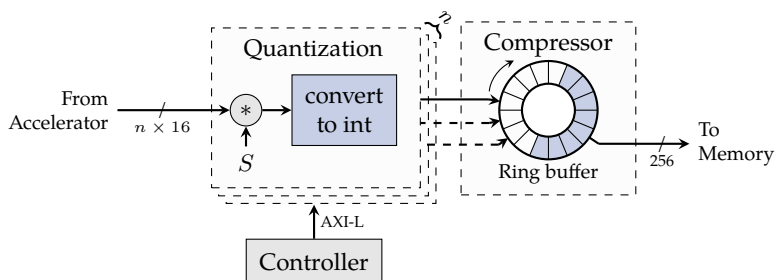 n
Quantization
Compressor
From
Accelerator
n × 16
*
convert
to int
S
Ring buffer
256
To
Memory
AXI-L
Controller